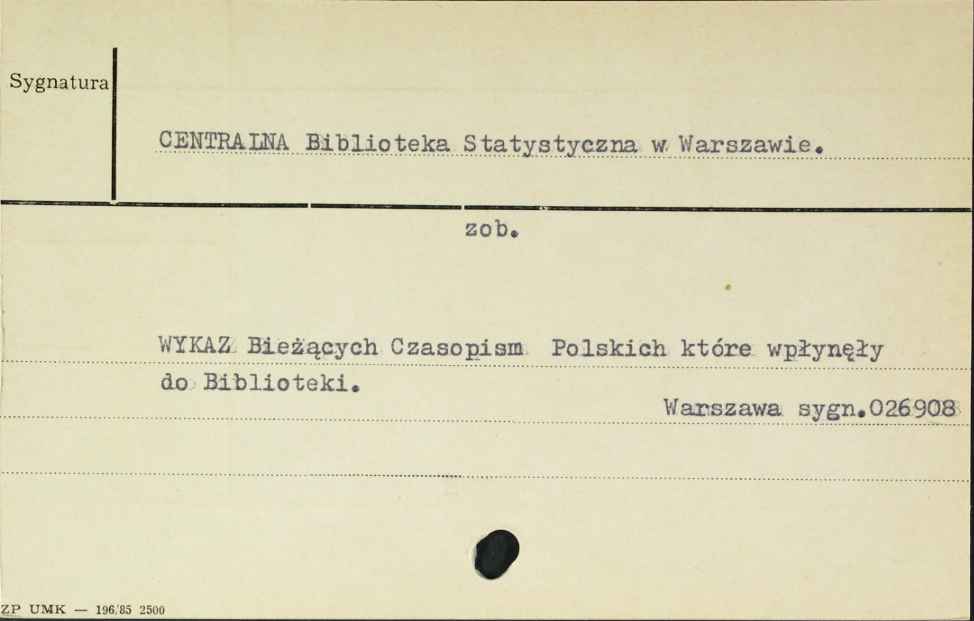 Sygnatura
CENTRALNA Biblioteka Statystyczna w Warszawie.
zob.
WYKAZ Bieżących Czasopism Polskich które wpłynęły
do Biblioteki.
Warszawa sygn.026908
ZP UMK — 196/85 2500